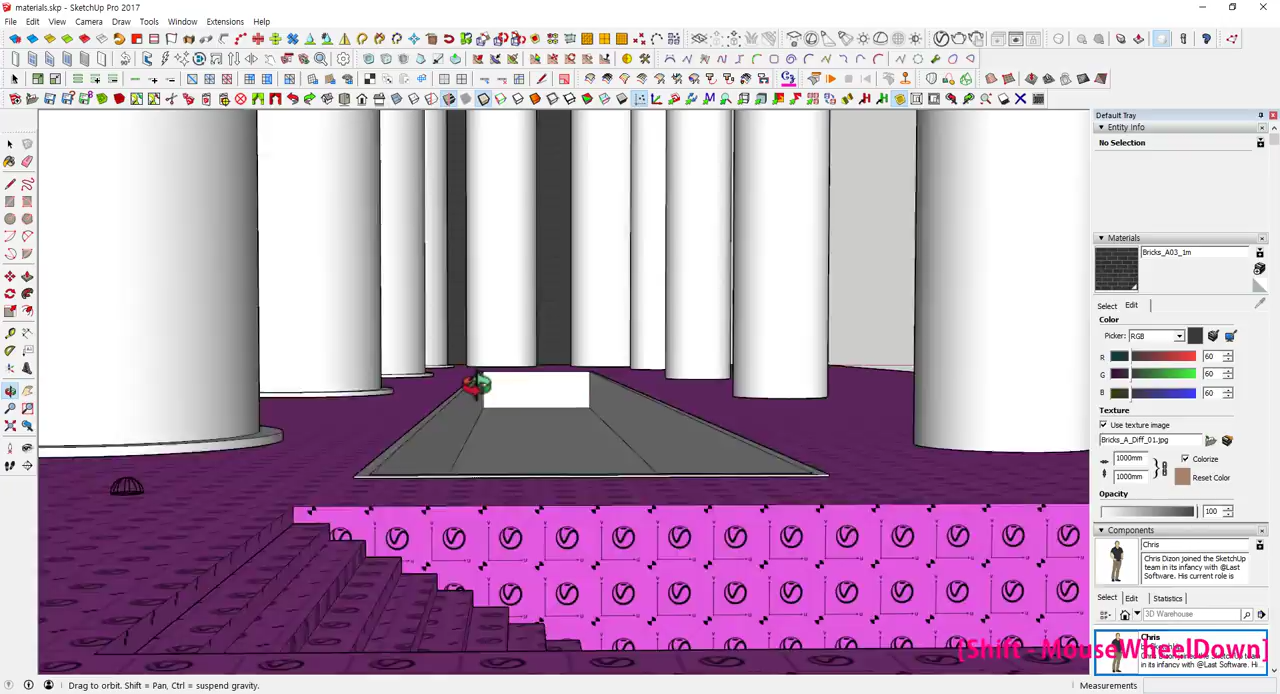 materials.skp - SketchUp Pro 2017
File Edit View Camera Draw Tools Window Extensions Help
Default Tray
Entity Info
No Selection
Materials
Bricks_A03_1m
Select Edit
Color
Picker: RGB
R 60
G 60
B 60
Texture
Use texture image
Bricks_A_Diff_01.jpg
1000mm Colorize
1000mm Reset Color
Opacity
100
Components
Chris
Chris Dizon joined the SketchUp
team in its infancy with @Last
Software. His current role is
Select Edit Statistics
3D Warehouse
Chris
[Shift - MouseWheelDown]
in its infancy with @Last Software. Hi
Drag to orbit. Shift = Pan, Ctrl = suspend gravity.
Measurements